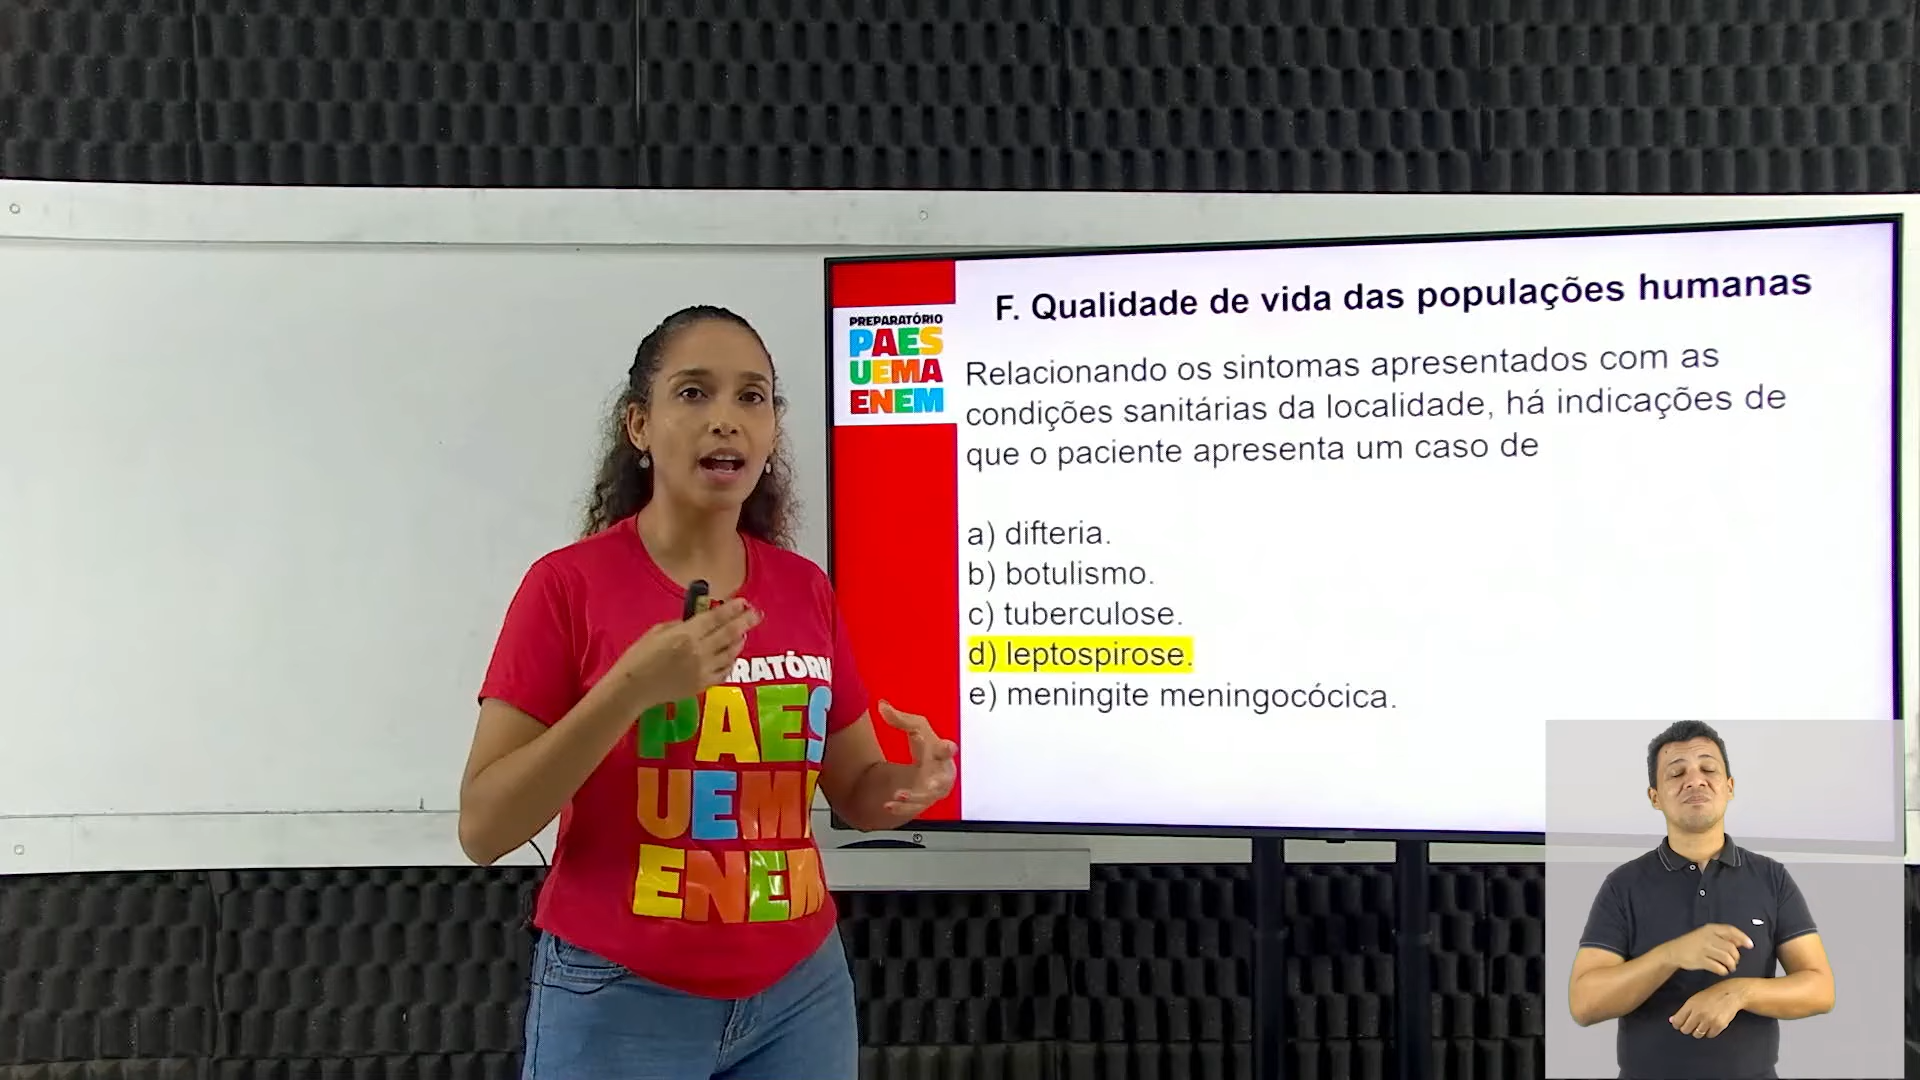 F. Qualidade de vida das populações humanas
PREPARATÓRIO
PAES
UEMA
ENEM
Relacionando os sintomas apresentados com as
condições sanitárias da localidade, há indicações de
que o paciente apresenta um caso de
a) difteria.
b) botulismo.
c) tuberculose.
d) leptospirose.
e) meningite meningocócica.
RATÓRI
PAES
UEM
ENEM